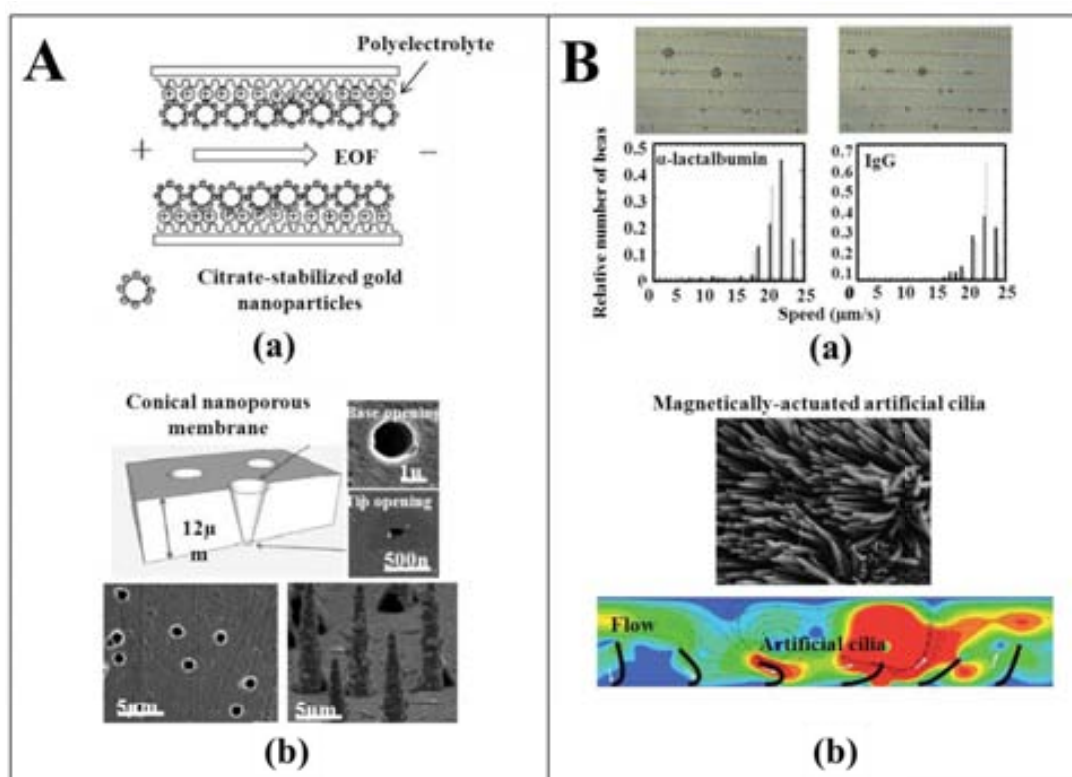 A
Polyelectrolyte
+
EOF
−
Citrate-stabilized gold
nanoparticles
(a)
Conical nanoporous
membrane
Base opening
1µ
Tip opening
500n
12µ
m
5µm
5µm
(b)
B
Relative number of beas
0.5
0.4
0.3
0.2
0.1
0
α-lactalbumin
0 5 10 15 20 25
0.7
0.6
0.5
0.4
0.3
0.2
0.1
0
IgG
0 5 10 15 20 25
Speed (µm/s)
(a)
Magnetically-actuated artificial cilia
Flow
Artificial cilia
(b)